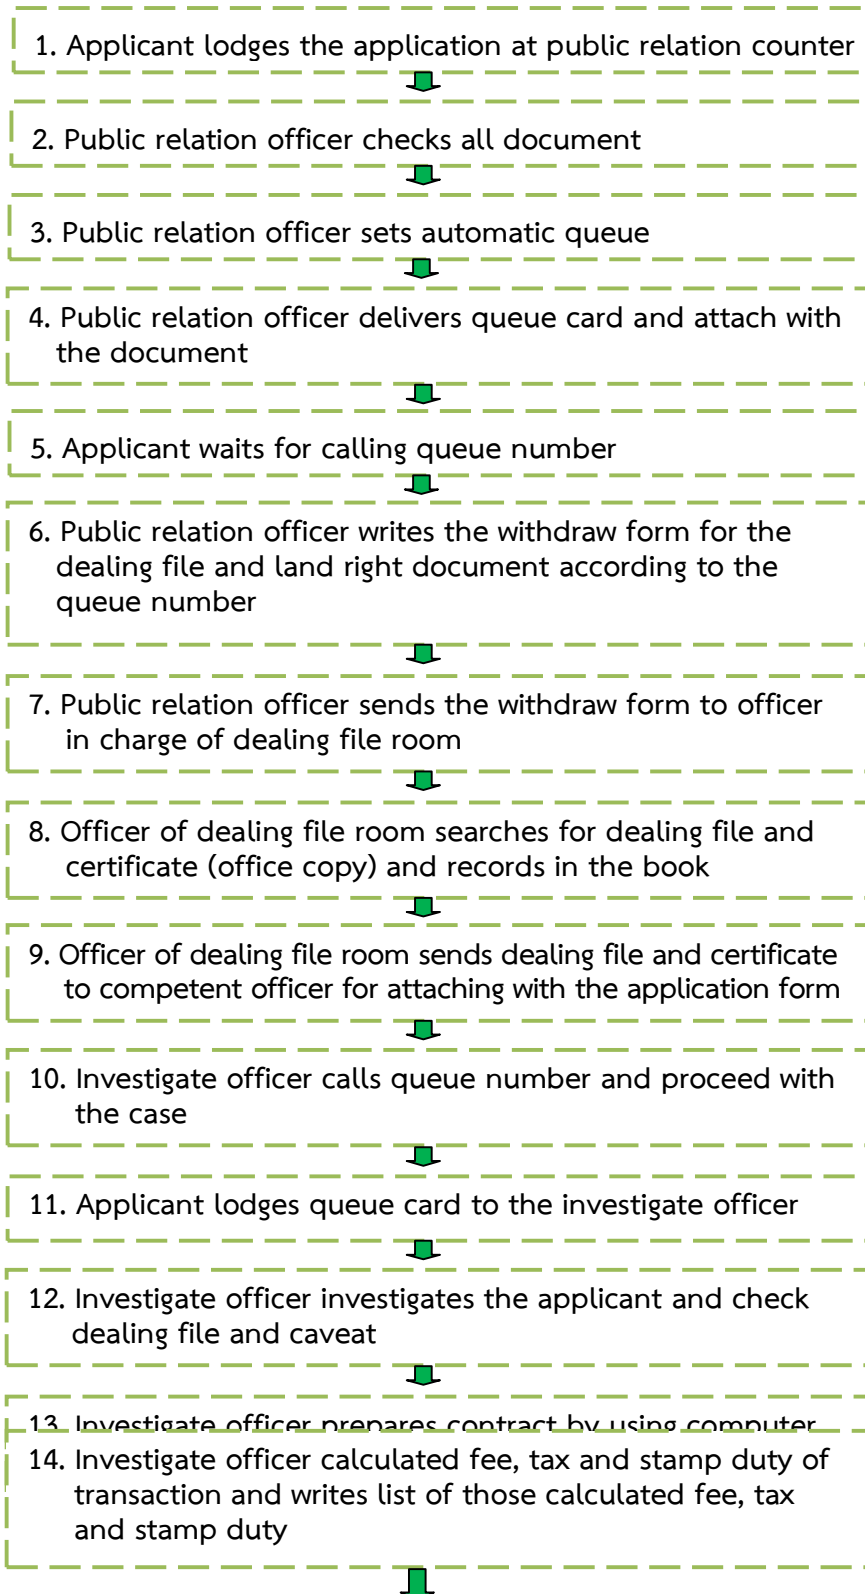 1. Applicant lodges the application at public relation counter
2. Public relation officer checks all document
3. Public relation officer sets automatic queue
4. Public relation officer delivers queue card and attach with
the document
5. Applicant waits for calling queue number
6. Public relation officer writes the withdraw form for the
dealing file and land right document according to the
queue number
7. Public relation officer sends the withdraw form to officer
in charge of dealing file room
8. Officer of dealing file room searches for dealing file and
certificate (office copy) and records in the book
9. Officer of dealing file room sends dealing file and certificate
to competent officer for attaching with the application form
10. Investigate officer calls queue number and proceed with
the case
11. Applicant lodges queue card to the investigate officer
12. Investigate officer investigates the applicant and check
dealing file and caveat
13. Investigate officer prepares contract by using computer
14. Investigate officer calculated fee, tax and stamp duty of
transaction and writes list of those calculated fee, tax
and stamp duty